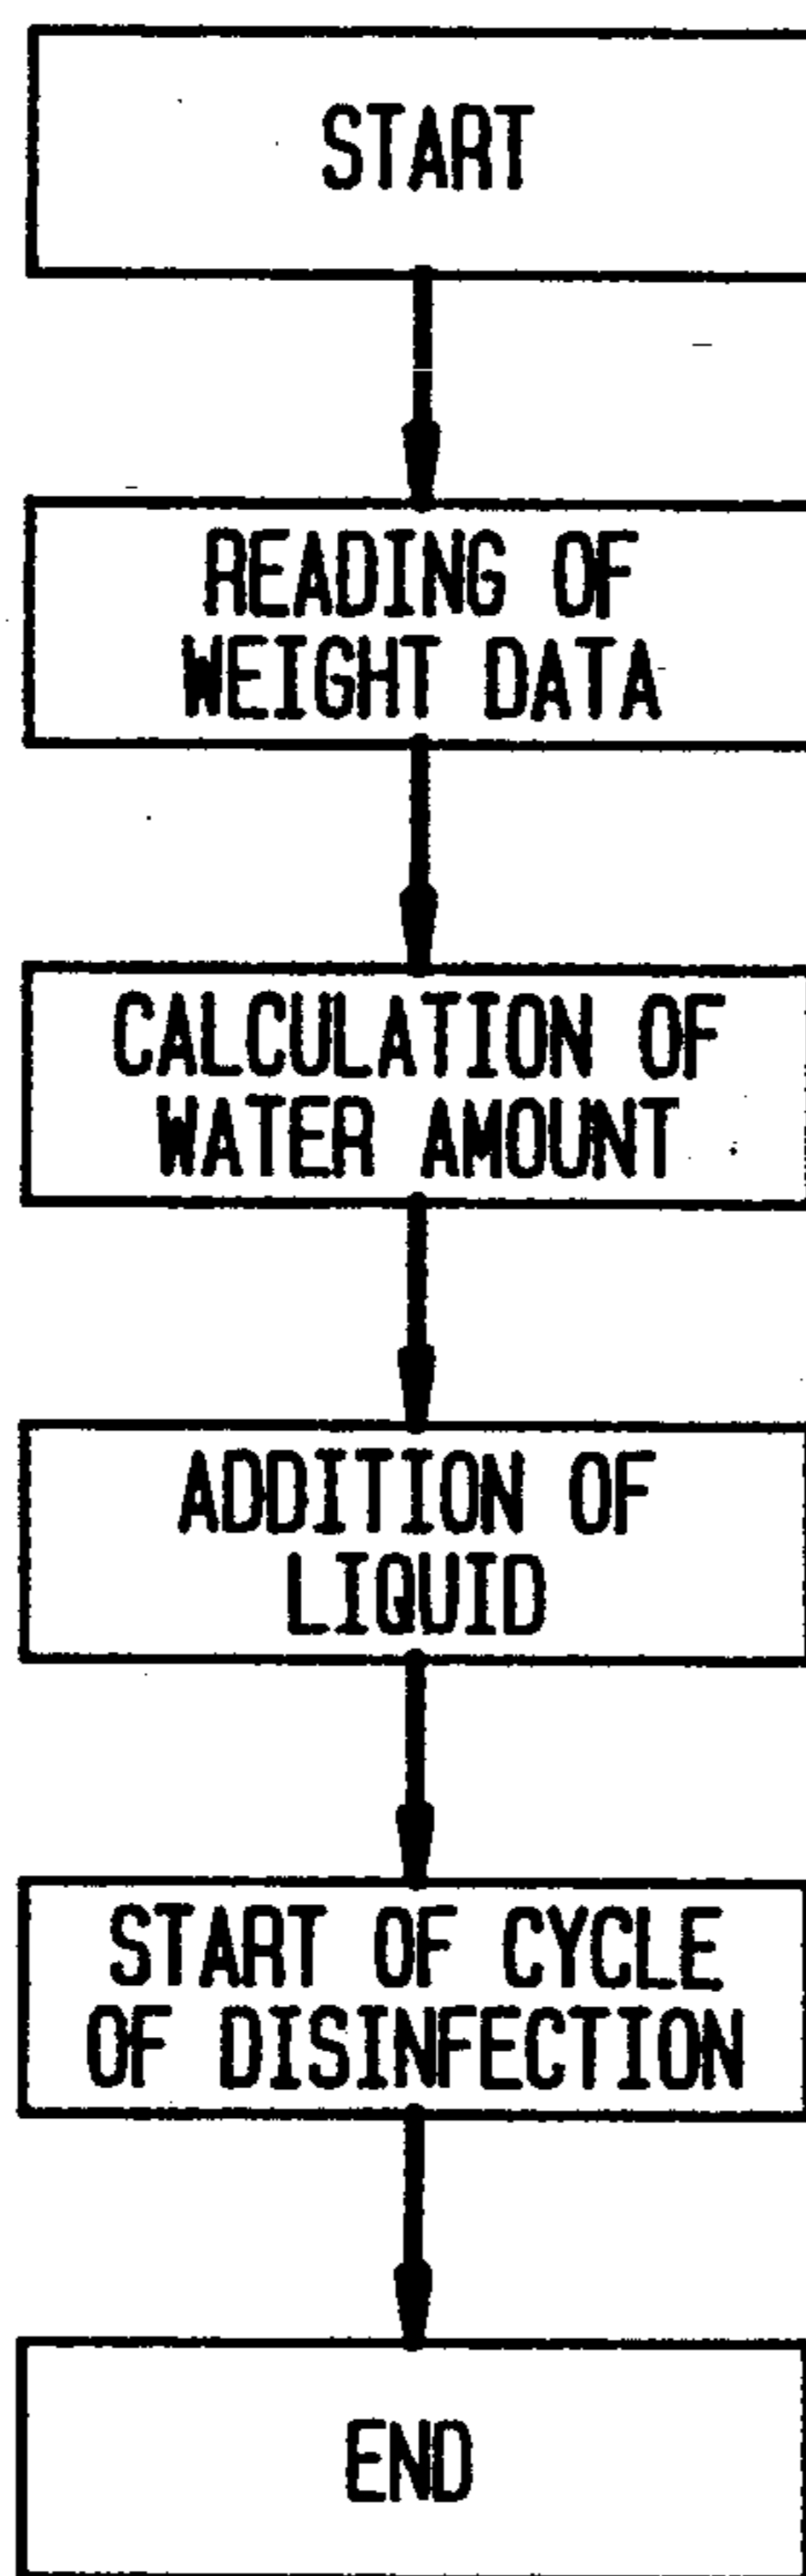 START
READING OF
WEIGHT DATA
CALCULATION OF
WATER AMOUNT
ADDITION OF
LIQUID
START OF CYCLE
OF DISINFECTION
END